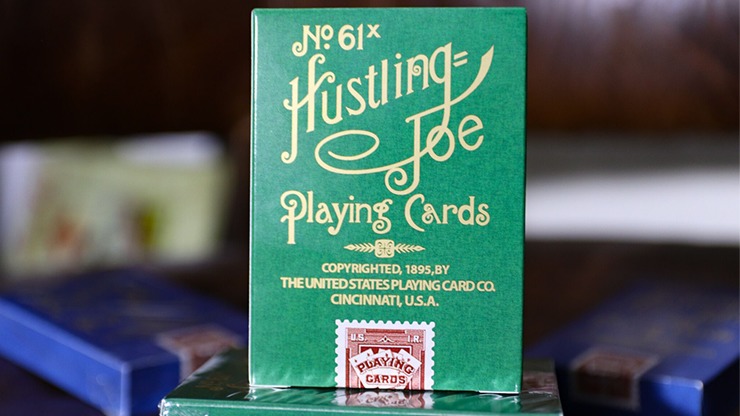 No. 61x
Hustling=
Joe
Playing Cards
COPYRIGHTED, 1895, BY
THE UNITED STATES PLAYING CARD CO.
CINCINNATI, U.S.A.
U.S. I.R.
PLAYING
CARDS